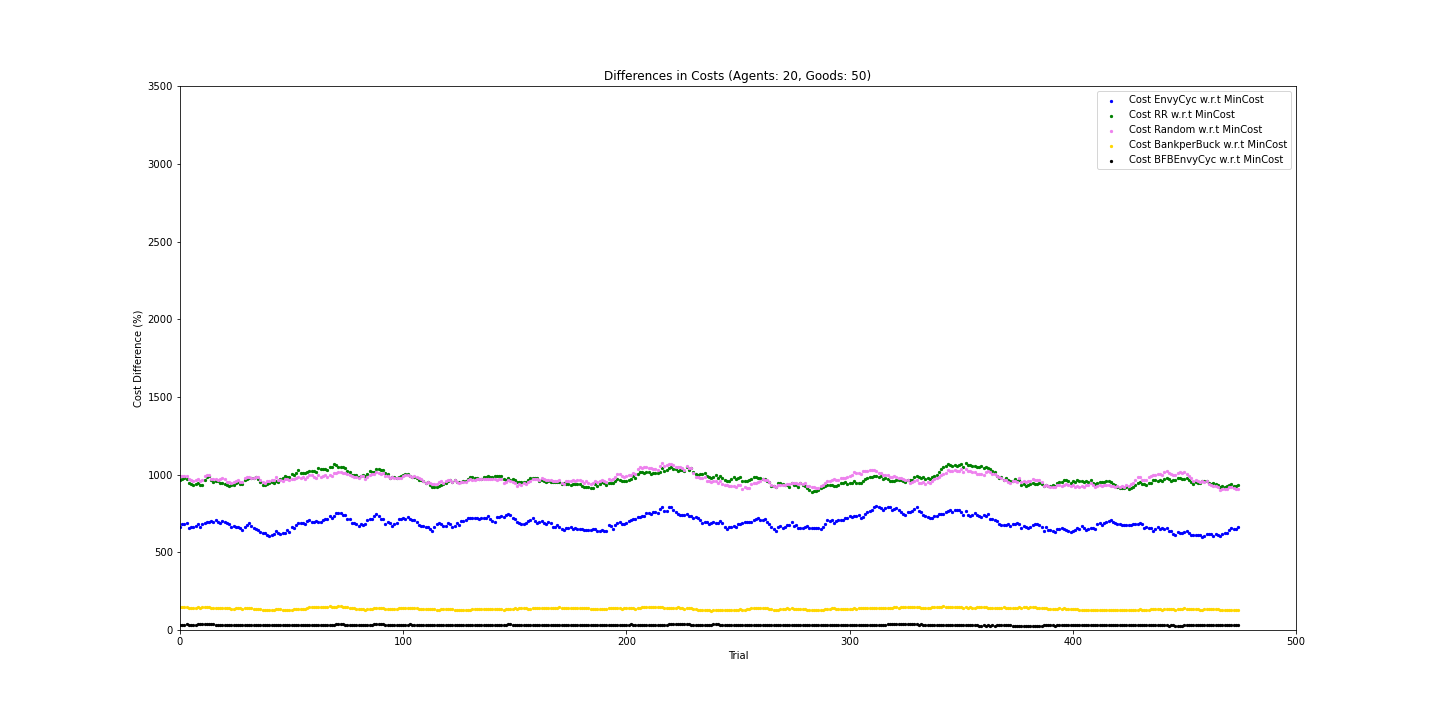 Differences in Costs (Agents: 20, Goods: 50)
3500
3000
2500
2000
1500
1000
500
0
Cost Difference (%)
Cost EnvyCyc w.r.t MinCost
Cost RR w.r.t MinCost
Cost Random w.r.t MinCost
Cost BankperBuck w.r.t MinCost
Cost BFBEnvyCyc w.r.t MinCost
0 100 200 300 400 500
Trial